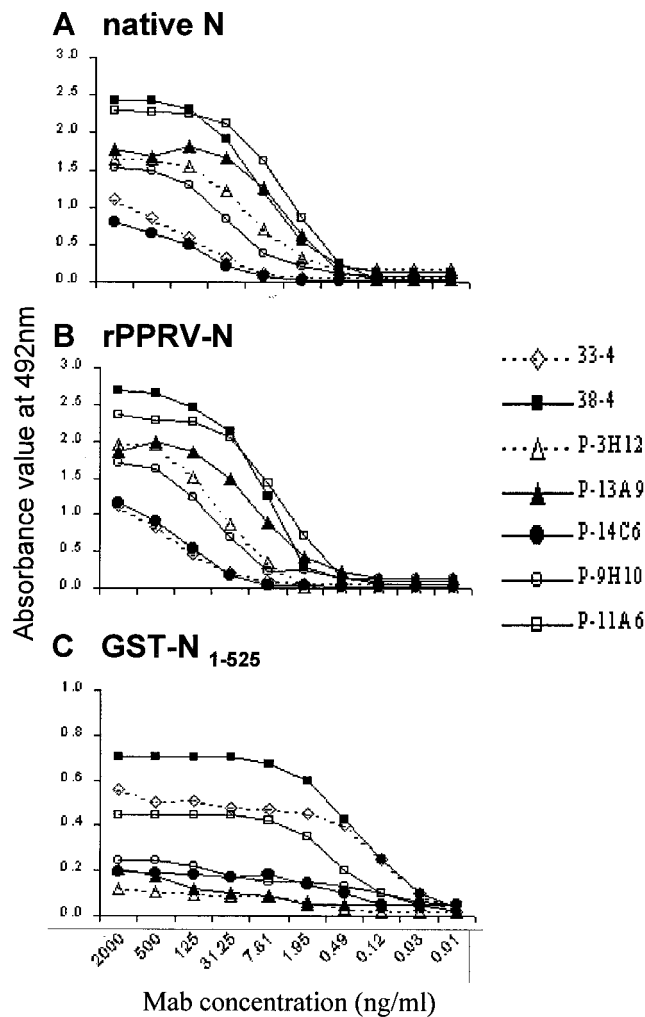 A native N
3.0
2.5
2.0
1.5
1.0
0.5
0.0
B rPPRV-N
3.0
2.5
2.0
1.5
1.0
0.5
0.0
C GST-N 1-525
1.0
0.8
0.6
0.4
0.2
0.0
Absorbance value at 492nm
33-4
38-4
P-3H12
P-13A9
P-14C6
P-9H10
P-11A6
2000 500 125 31.25 7.81 1.95 0.49 0.12 0.03 0.01
Mab concentration (ng/ml)